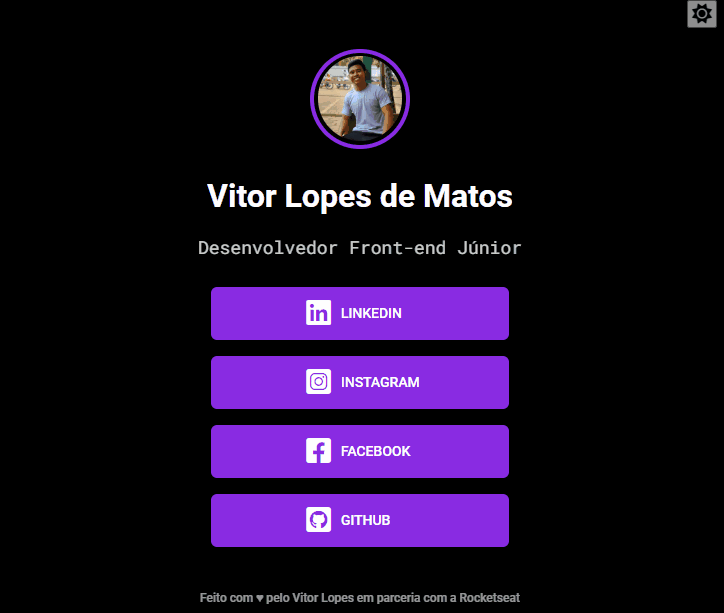 Vitor Lopes de Matos
Desenvolvedor Front-end Júnior
LINKEDIN
INSTAGRAM
FACEBOOK
GITHUB
Feito com ♥ pelo Vitor Lopes em parceria com a Rocketseat